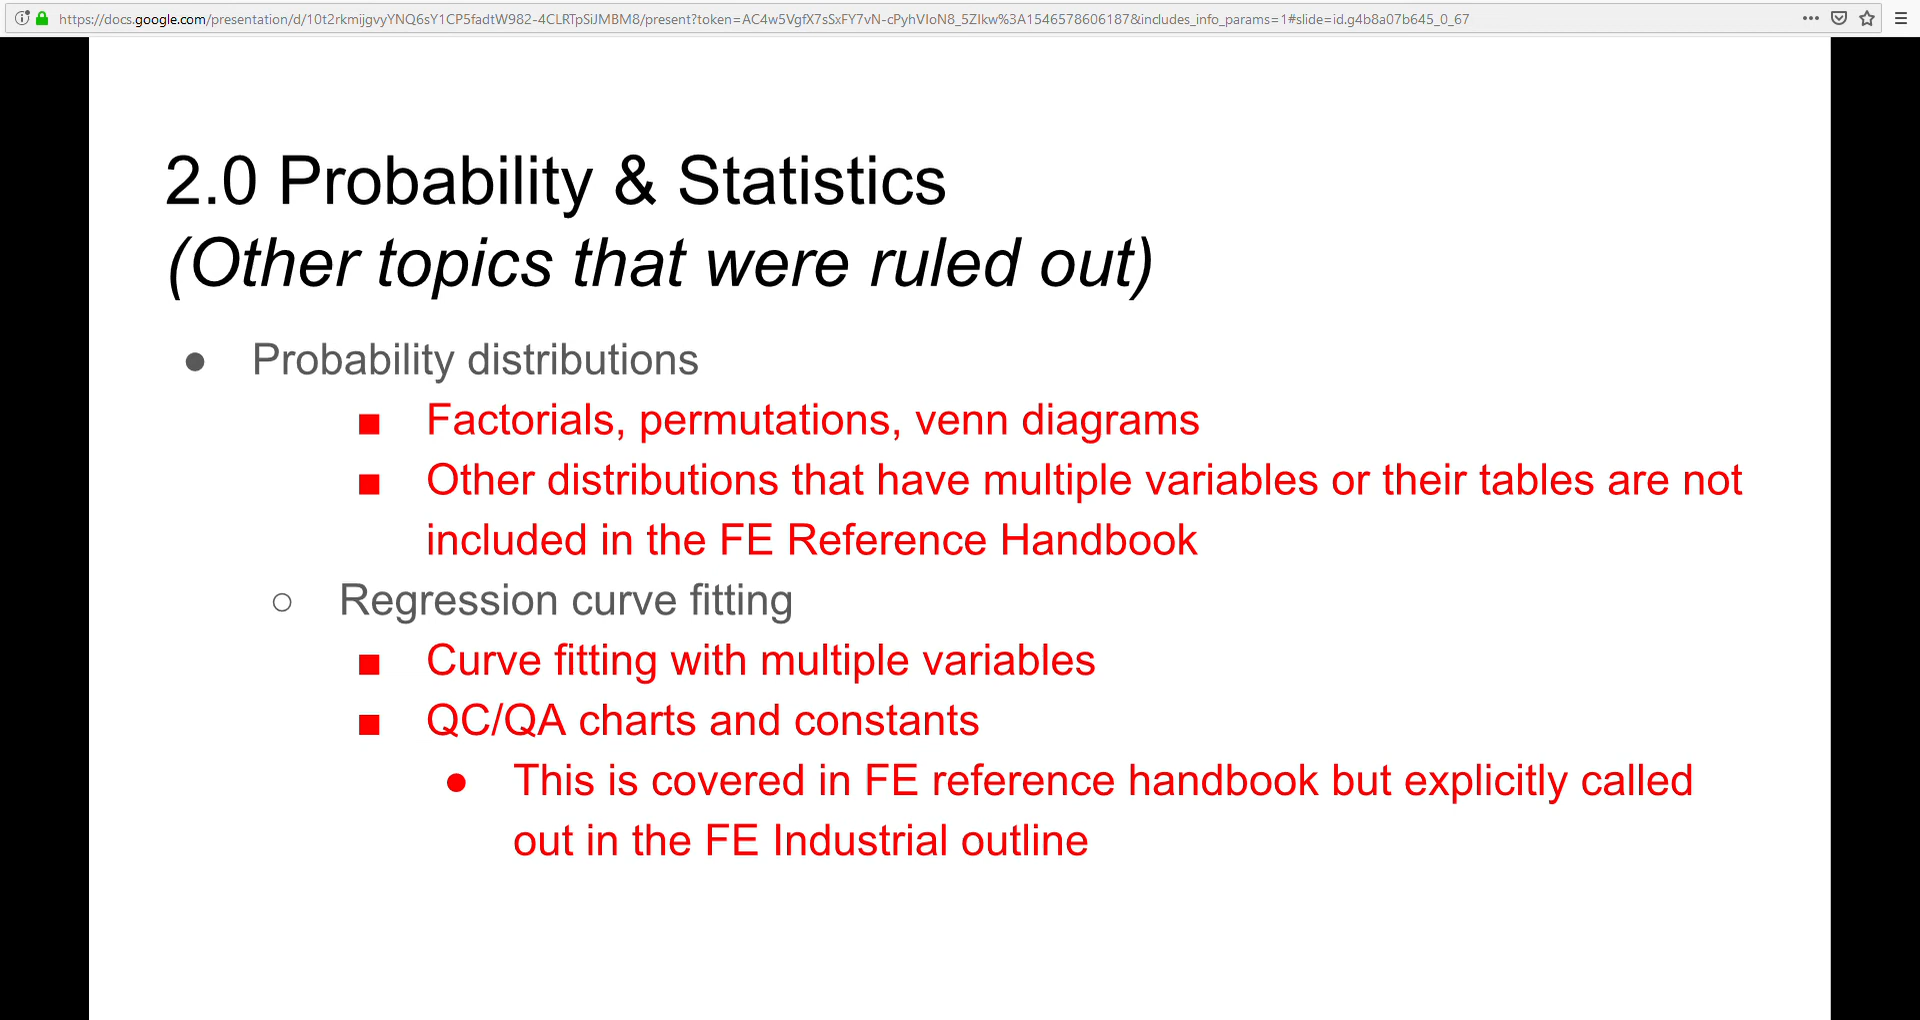 https://docs.google.com/presentation/d/10t2rkmijgvyYNQ6sY1CP5fadtW982-4CLRTpSiJMBM8/present?token=AC4w5VgfX7sSxFY7vN-cPyhVIoN8_5ZIkw%3A1546578606187&includes_info_params=1#slide=id.g4b8a07b645_0_67
2.0 Probability & Statistics
(Other topics that were ruled out)
● Probability distributions
■ Factorials, permutations, venn diagrams
■ Other distributions that have multiple variables or their tables are not
included in the FE Reference Handbook
○ Regression curve fitting
■ Curve fitting with multiple variables
■ QC/QA charts and constants
● This is covered in FE reference handbook but explicitly called
out in the FE Industrial outline